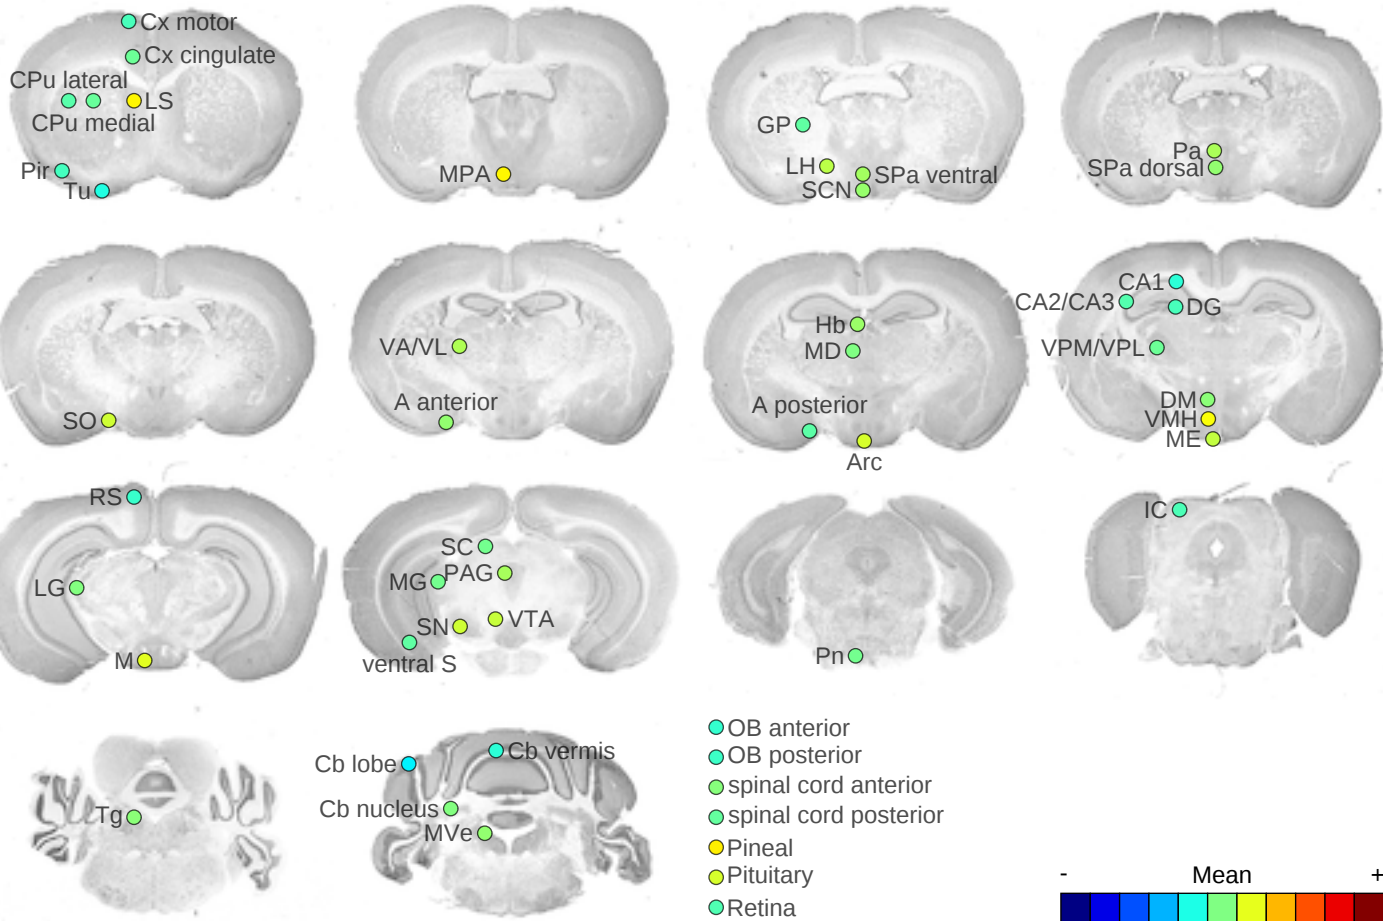 Cx motor
Cx cingulate
CPu lateral
LS
CPu medial
Pir
Tu
MPA
GP
LH
SPa ventral
SCN
Pa
SPa dorsal
SO
VA/VL
A anterior
Hb
MD
A posterior
Arc
CA1
CA2/CA3
DG
VPM/VPL
DM
VMH
ME
RS
LG
M
SC
MG
PAG
SN
VTA
ventral S
Pn
IC
Tg
Cb lobe
Cb vermis
Cb nucleus
MVe
OB anterior
OB posterior
spinal cord anterior
spinal cord posterior
Pineal
Pituitary
Retina
- Mean +